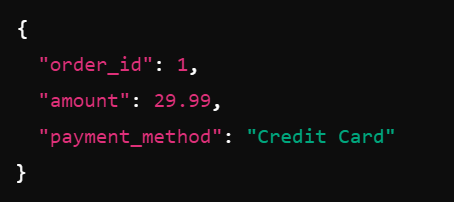 {
  "order_id": 1,
  "amount": 29.99,
  "payment_method": "Credit Card"
}